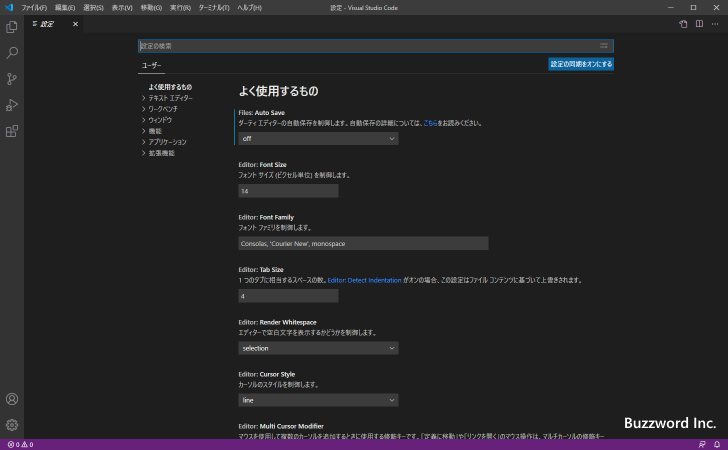 ファイル(F) 編集(E) 選択(S) 表示(V) 移動(G) 実行(R) ターミナル(T) ヘルプ(H) 設定 - Visual Studio Code
設定
設定の検索
ユーザー 設定の同期をオンにする
よく使用するもの
テキスト エディター
ワークベンチ
ウィンドウ
機能
アプリケーション
拡張機能
よく使用するもの
Files: Auto Save
ダーティ エディターの自動保存を制御します。自動保存の詳細については、こちらをお読みください。
off
Editor: Font Size
フォント サイズ (ピクセル単位) を制御します。
14
Editor: Font Family
フォント ファミリを制御します。
Consolas, 'Courier New', monospace
Editor: Tab Size
1 つのタブに相当するスペースの数。Editor: Detect Indentation がオンの場合、この設定はファイル コンテンツに基づいて上書きされます。
4
Editor: Render Whitespace
エディターで空白文字を表示するかどうかを制御します。
selection
Editor: Cursor Style
カーソルのスタイルを制御します。
line
Editor: Multi Cursor Modifier
マウスを使用して複数のカーソルを追加するときに使用する修飾キーです。「定義に移動」や「リンクを開く」のマウス操作は、マルチカーソルの修飾キー
Buzzword Inc.
0 0